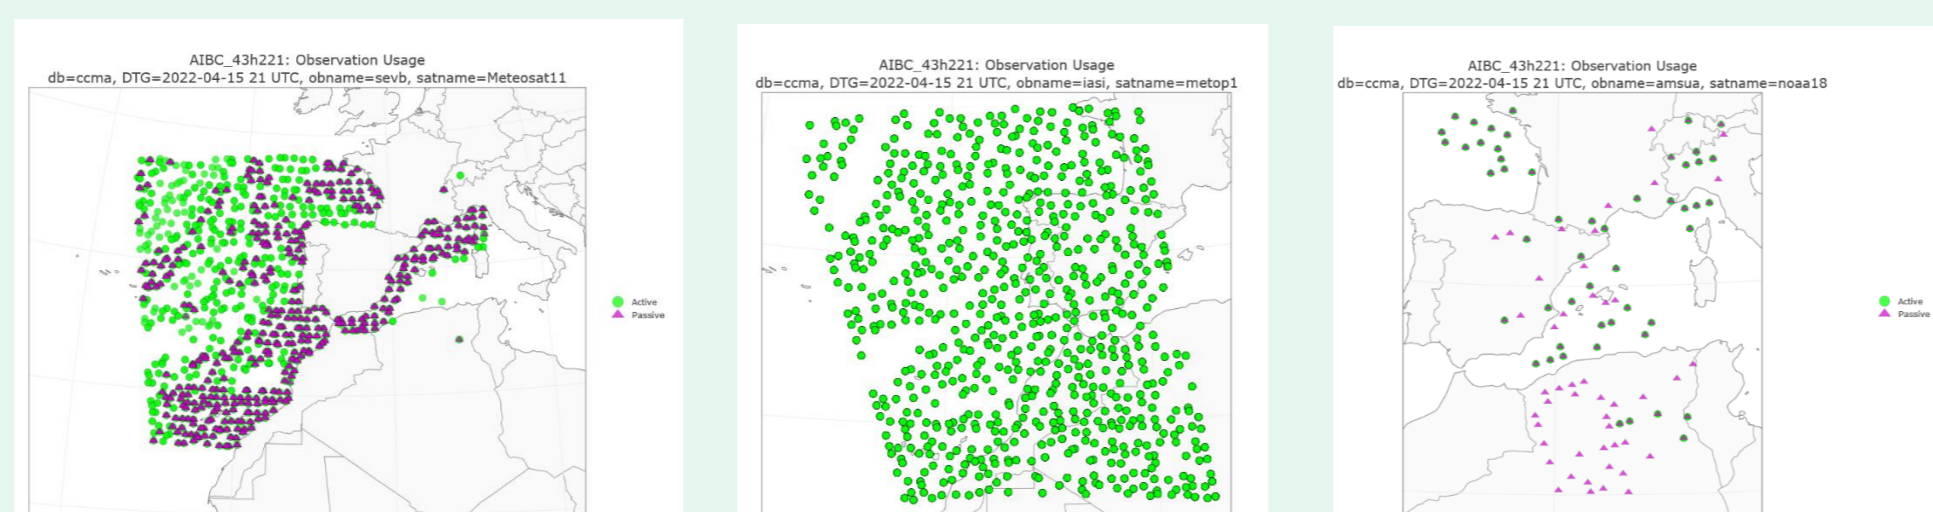 AIBC_43h221: Observation Usage
db=ccma, DTG=2022-04-15 21 UTC, obname=sevb, satname=Meteosat11
Active
Passive
AIBC_43h221: Observation Usage
db=ccma, DTG=2022-04-15 21 UTC, obname=iasi, satname=metop1
AIBC_43h221: Observation Usage
db=ccma, DTG=2022-04-15 21 UTC, obname=amsua, satname=noaa18
Active
Passive